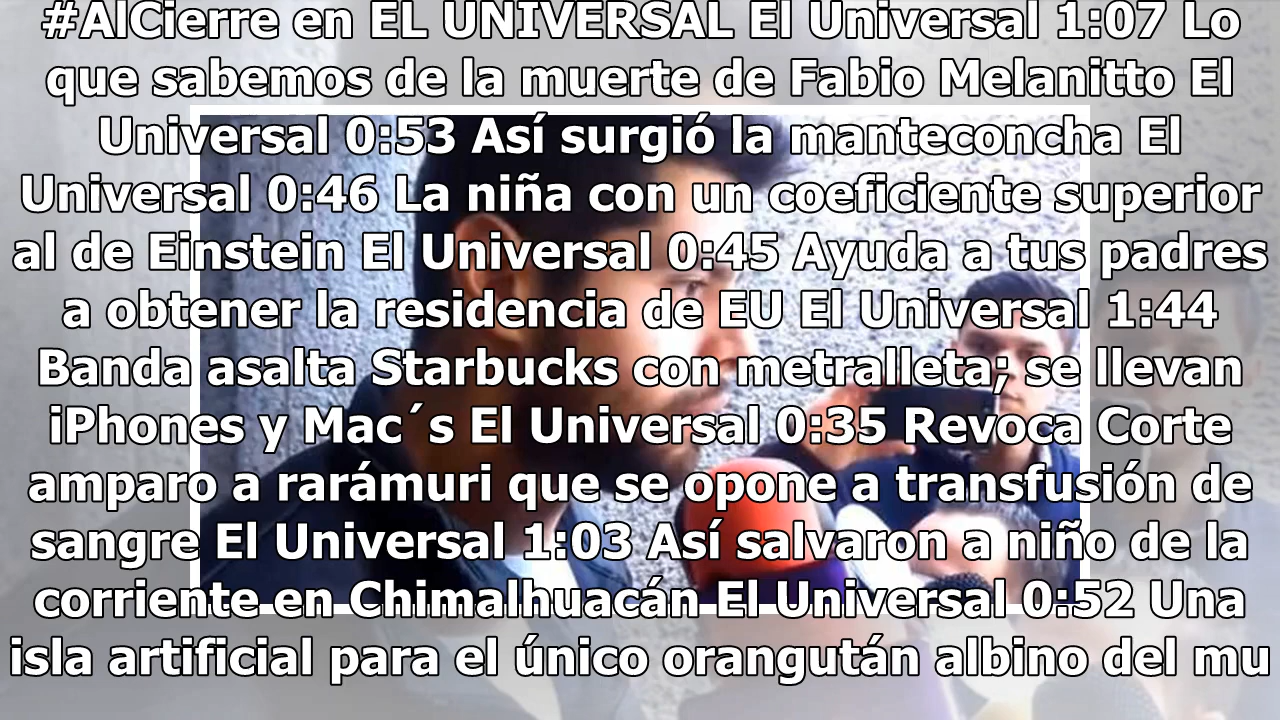 #AlCierre en EL UNIVERSAL El Universal 1:07 Lo
que sabemos de la muerte de Fabio Melanitto El
Universal 0:53 Así surgió la manteconcha El
Universal 0:46 La niña con un coeficiente superior
al de Einstein El Universal 0:45 Ayuda a tus padres
a obtener la residencia de EU El Universal 1:44
Banda asalta Starbucks con metralleta; se llevan
iPhones y Mac´s El Universal 0:35 Revoca Corte
amparo a rarámuri que se opone a transfusión de
sangre El Universal 1:03 Así salvaron a niño de la
corriente en Chimalhuacán El Universal 0:52 Una
isla artificial para el único orangután albino del mu